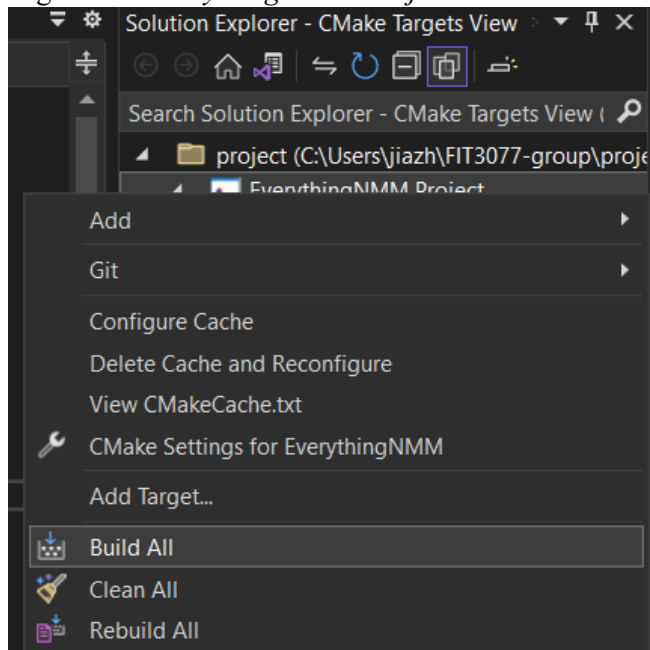 Solution Explorer - CMake Targets View
Search Solution Explorer - CMake Targets View (
project (C:\Users\jiazh\FIT3077-group\proje
EverythingNMM Project
Add
Git
Configure Cache
Delete Cache and Reconfigure
View CMakeCache.txt
CMake Settings for EverythingNMM
Add Target...
Build All
Clean All
Rebuild All